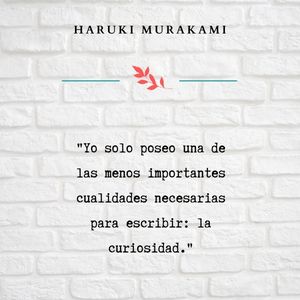 HARUKI MURAKAMI
"Yo solo poseo una de
las menos importantes
cualidades necesarias
para escribir: la
curiosidad."